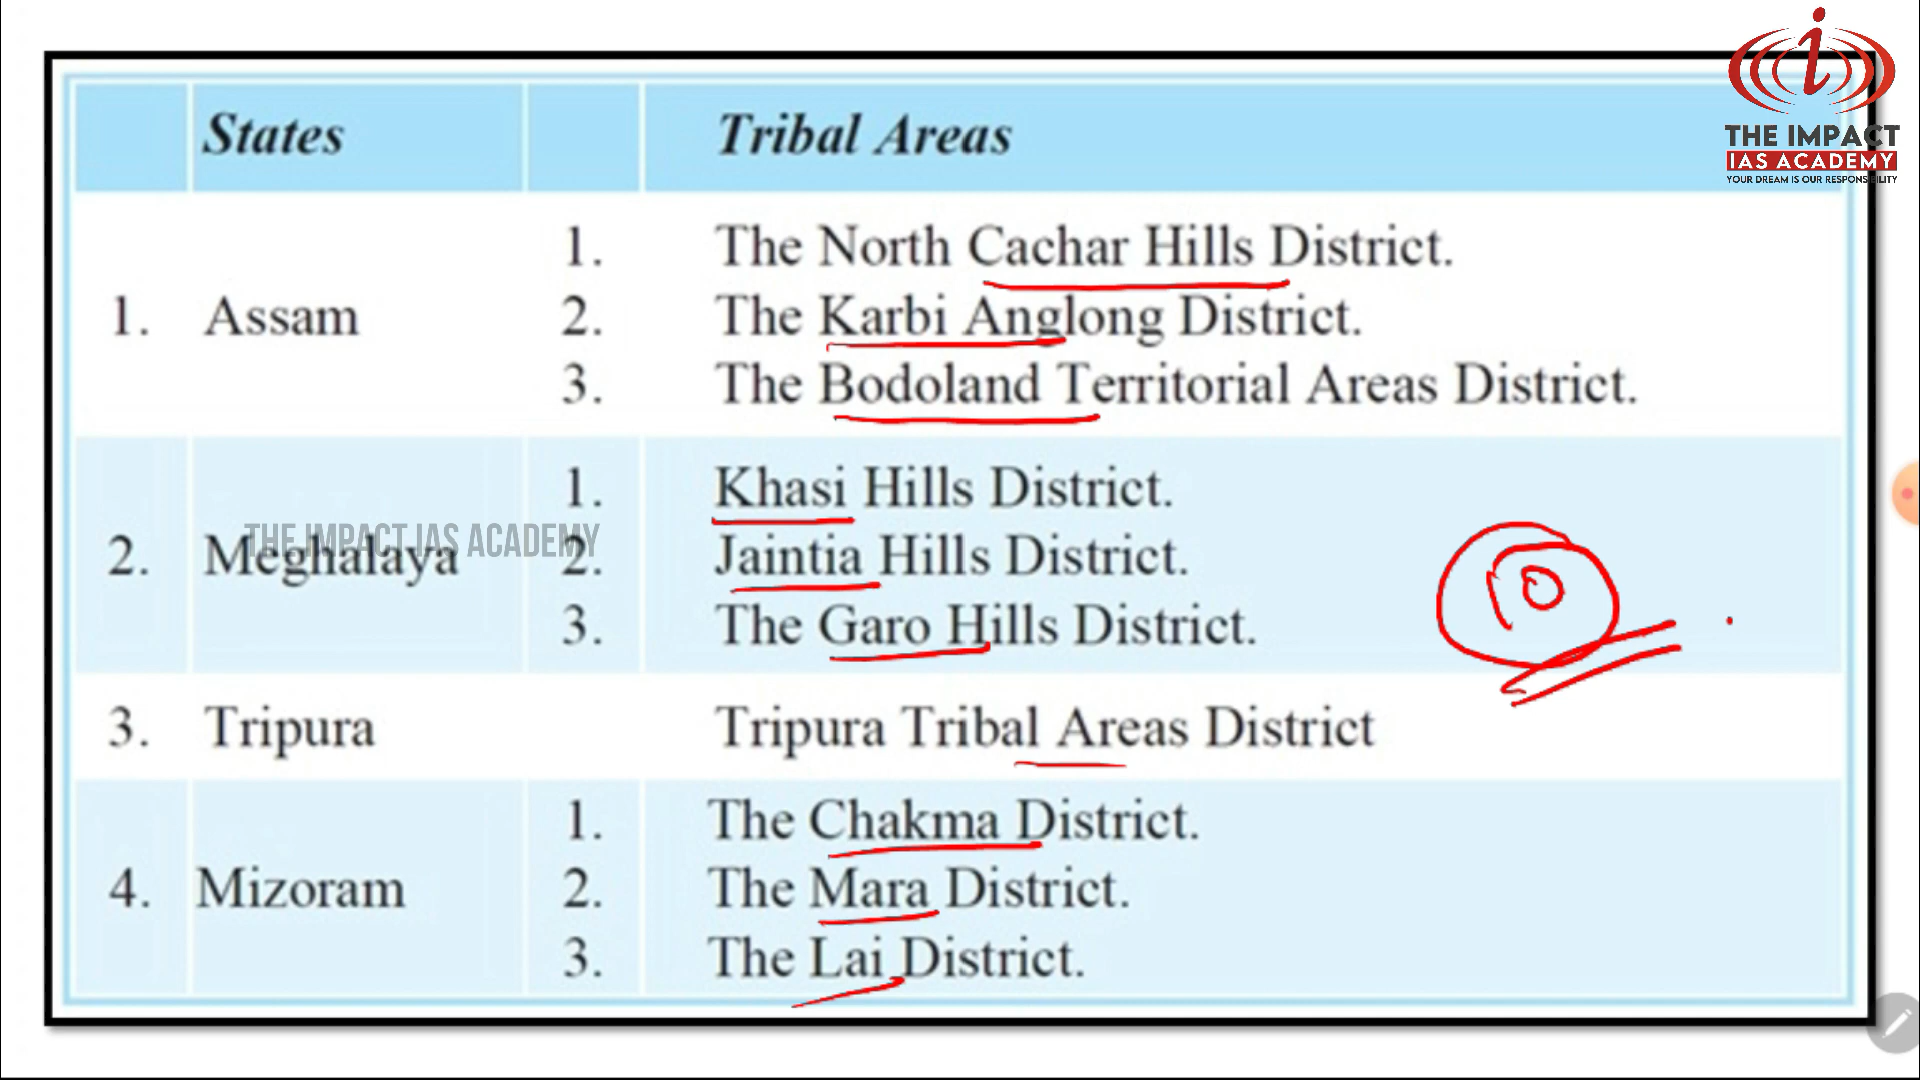 THE IMPACT
IAS ACADEMY
YOUR DREAM IS OUR RESPONSIBILITY
States Tribal Areas
1. Assam
1. The North Cachar Hills District.
2. The Karbi Anglong District.
3. The Bodoland Territorial Areas District.
2. Meghalaya
1. Khasi Hills District.
2. Jaintia Hills District.
3. The Garo Hills District.
THE IMPACT IAS ACADEMY
10
3. Tripura Tripura Tribal Areas District
4. Mizoram
1. The Chakma District.
2. The Mara District.
3. The Lai District.